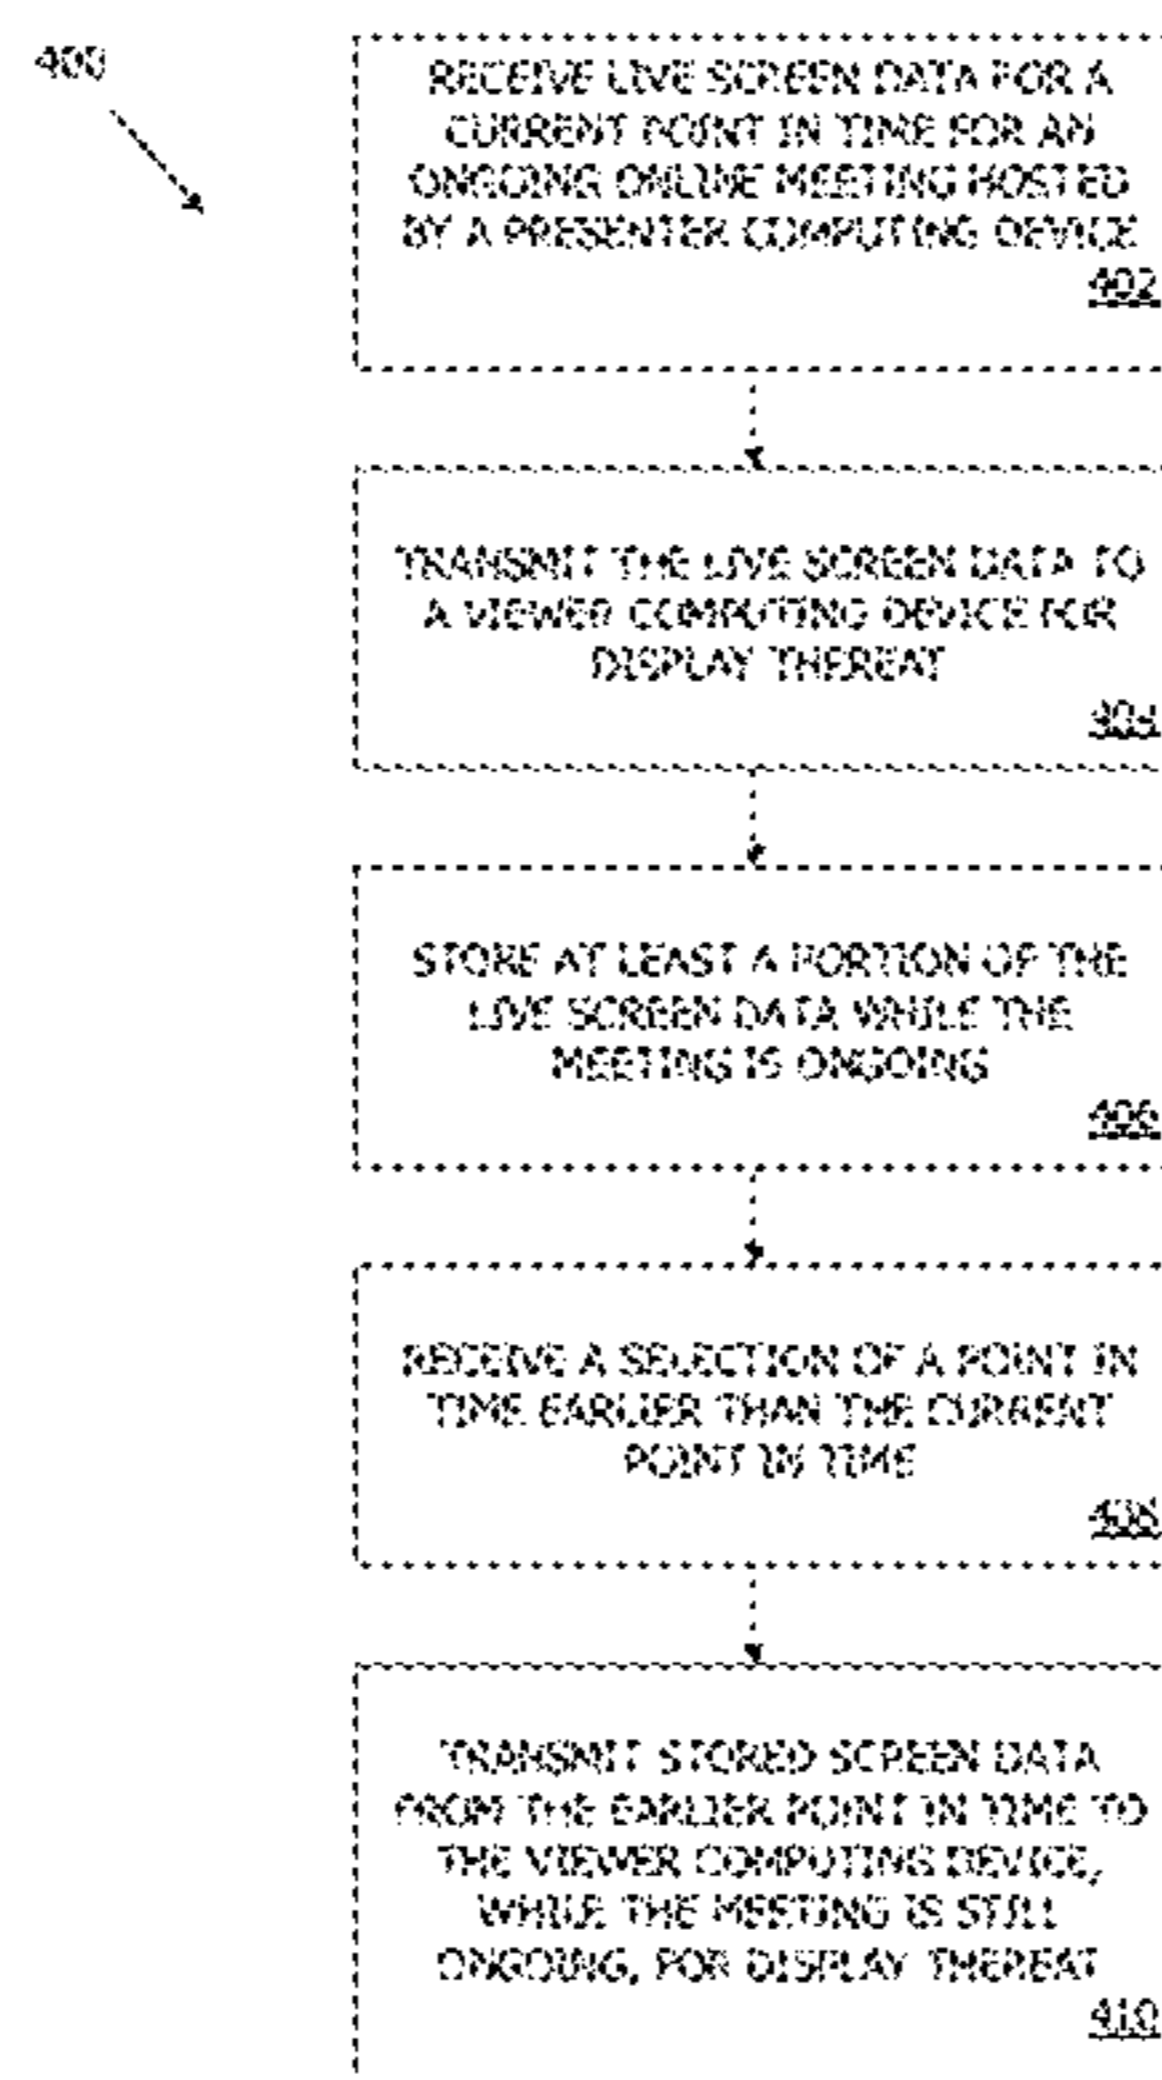 400
RECEIVE LIVE SCREEN DATA FOR A
CURRENT POINT IN TIME FOR AN
ONGOING ONLINE MEETING HOSTED
BY A PRESENTER COMPUTING DEVICE
402
TRANSMIT THE LIVE SCREEN DATA TO
A VIEWER COMPUTING DEVICE FOR
DISPLAY THEREAT
404
STORE AT LEAST A PORTION OF THE
LIVE SCREEN DATA WHILE THE
MEETING IS ONGOING
406
RECEIVE A SELECTION OF A POINT IN
TIME EARLIER THAN THE CURRENT
POINT IN TIME
408
TRANSMIT STORED SCREEN DATA
FROM THE EARLIER POINT IN TIME TO
THE VIEWER COMPUTING DEVICE,
WHILE THE MEETING IS STILL
ONGOING, FOR DISPLAY THEREAT
410